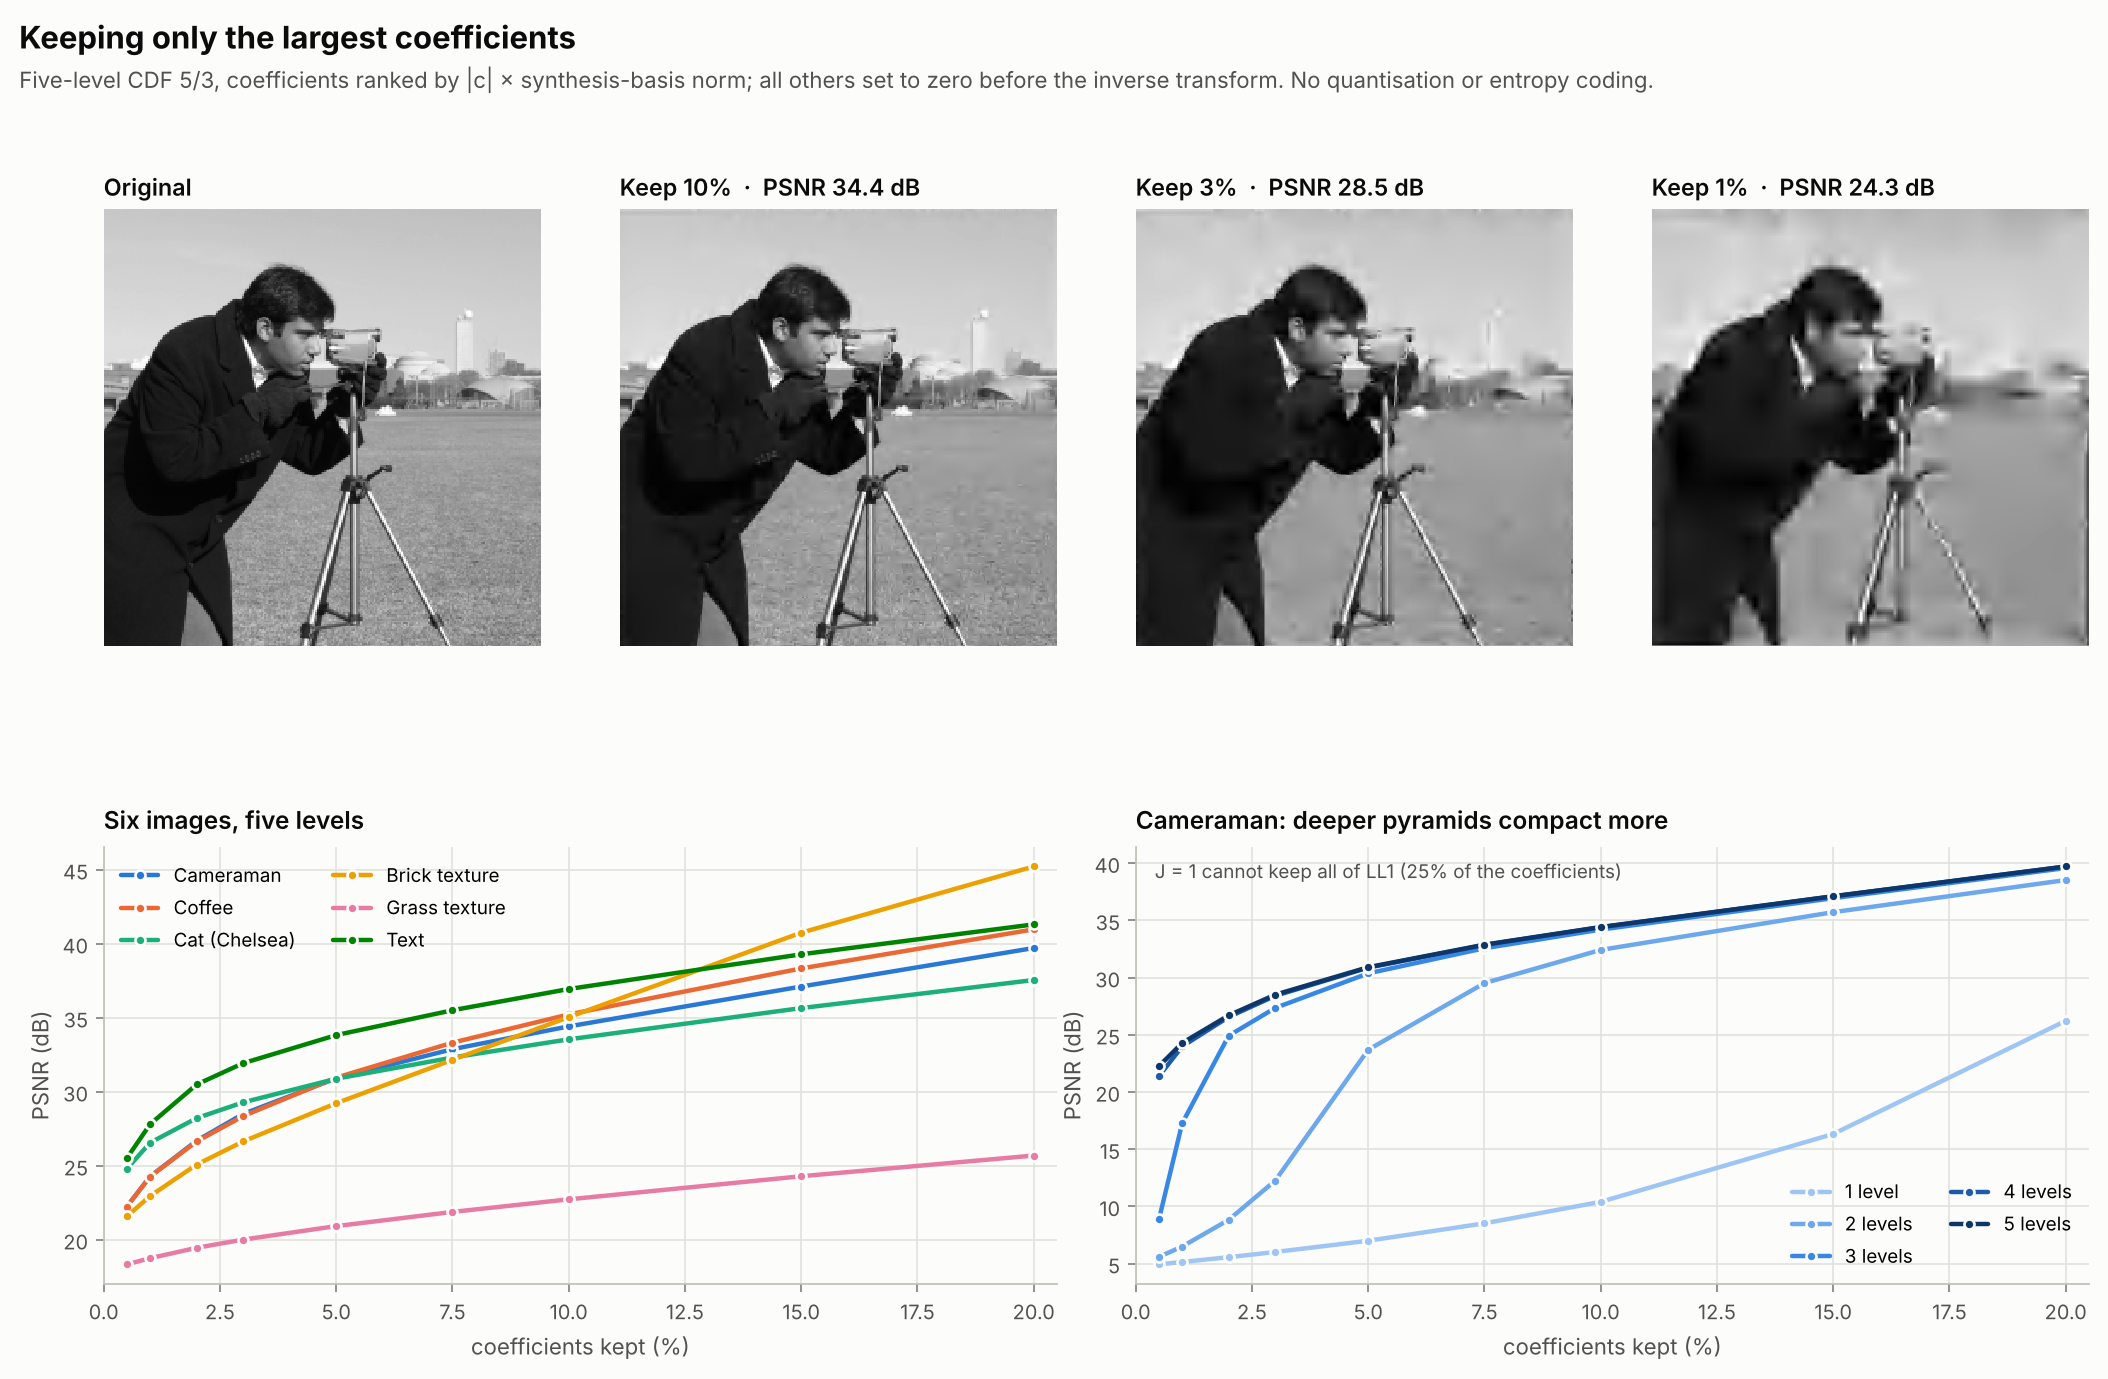 Keeping only the largest coefficients
Five-level CDF 5/3, coefficients ranked by |c| × synthesis-basis norm; all others set to zero before the inverse transform. No quantisation or entropy coding.
Original
Keep 10% · PSNR 34.4 dB
Keep 3% · PSNR 28.5 dB
Keep 1% · PSNR 24.3 dB
Six images, five levels
Cameraman
Coffee
Cat (Chelsea)
Brick texture
Grass texture
Text
45
40
35
30
25
20
PSNR (dB)
0.0 2.5 5.0 7.5 10.0 12.5 15.0 17.5 20.0
coefficients kept (%)
Cameraman: deeper pyramids compact more
J = 1 cannot keep all of LL1 (25% of the coefficients)
40
35
30
25
20
15
10
5
PSNR (dB)
1 level
2 levels
3 levels
4 levels
5 levels
0.0 2.5 5.0 7.5 10.0 12.5 15.0 17.5 20.0
coefficients kept (%)